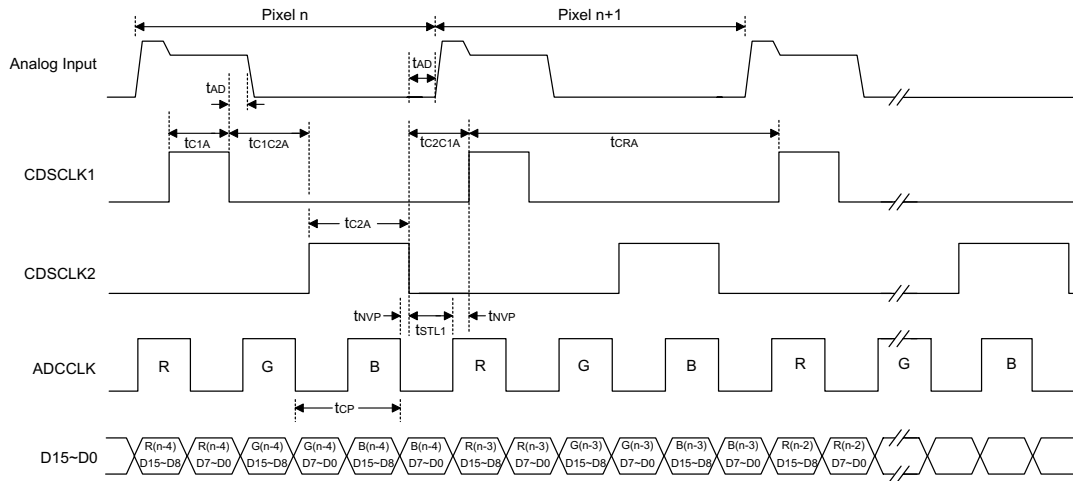 Pixel n
Pixel n+1
Analog Input
tAD
tAD
tC1A
tC1C2A
tC2C1A
tCRA
CDSCLK1
tC2A
CDSCLK2
tNVP
tSTL1
tNVP
ADCCLK
R G B R G B R G B
tCP
D15~D0
R(n-4) R(n-4) G(n-4) G(n-4) B(n-4) B(n-4) R(n-3) R(n-3) G(n-3) G(n-3) B(n-3) B(n-3) R(n-2) R(n-2)
D15~D8 D7~D0 D15~D8 D7~D0 D15~D8 D7~D0 D15~D8 D7~D0 D15~D8 D7~D0 D15~D8 D7~D0 D15~D8 D7~D0